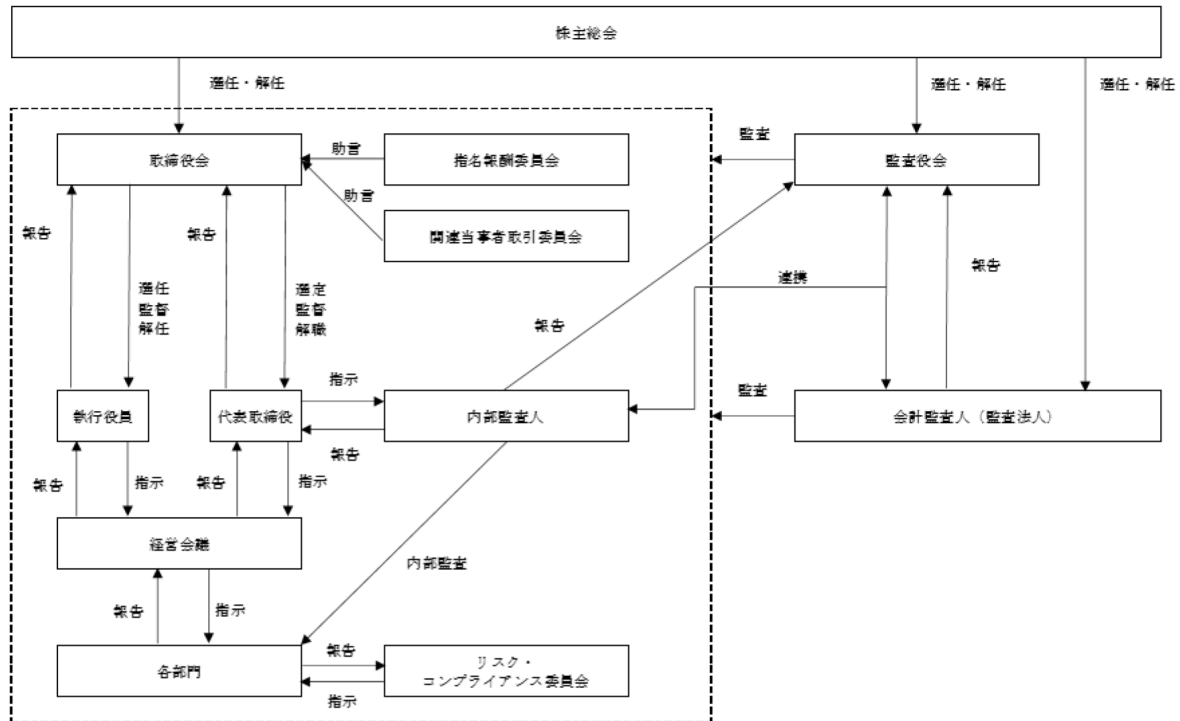 株主総会
選任・解任
選任・解任
選任・解任
取締役会
助言
指名報酬委員会
監査
監査役会
助言
関連当事者取引委員会
報告
報告
選任
監督
解任
選定
監督
解職
報告
連携
報告
執行役員
代表取締役
指示
報告
内部監査人
監査
会計監査人（監査法人）
報告
指示
報告
指示
経営会議
内部監査
報告
指示
各部門
報告
指示
リスク・
コンプライアンス委員会